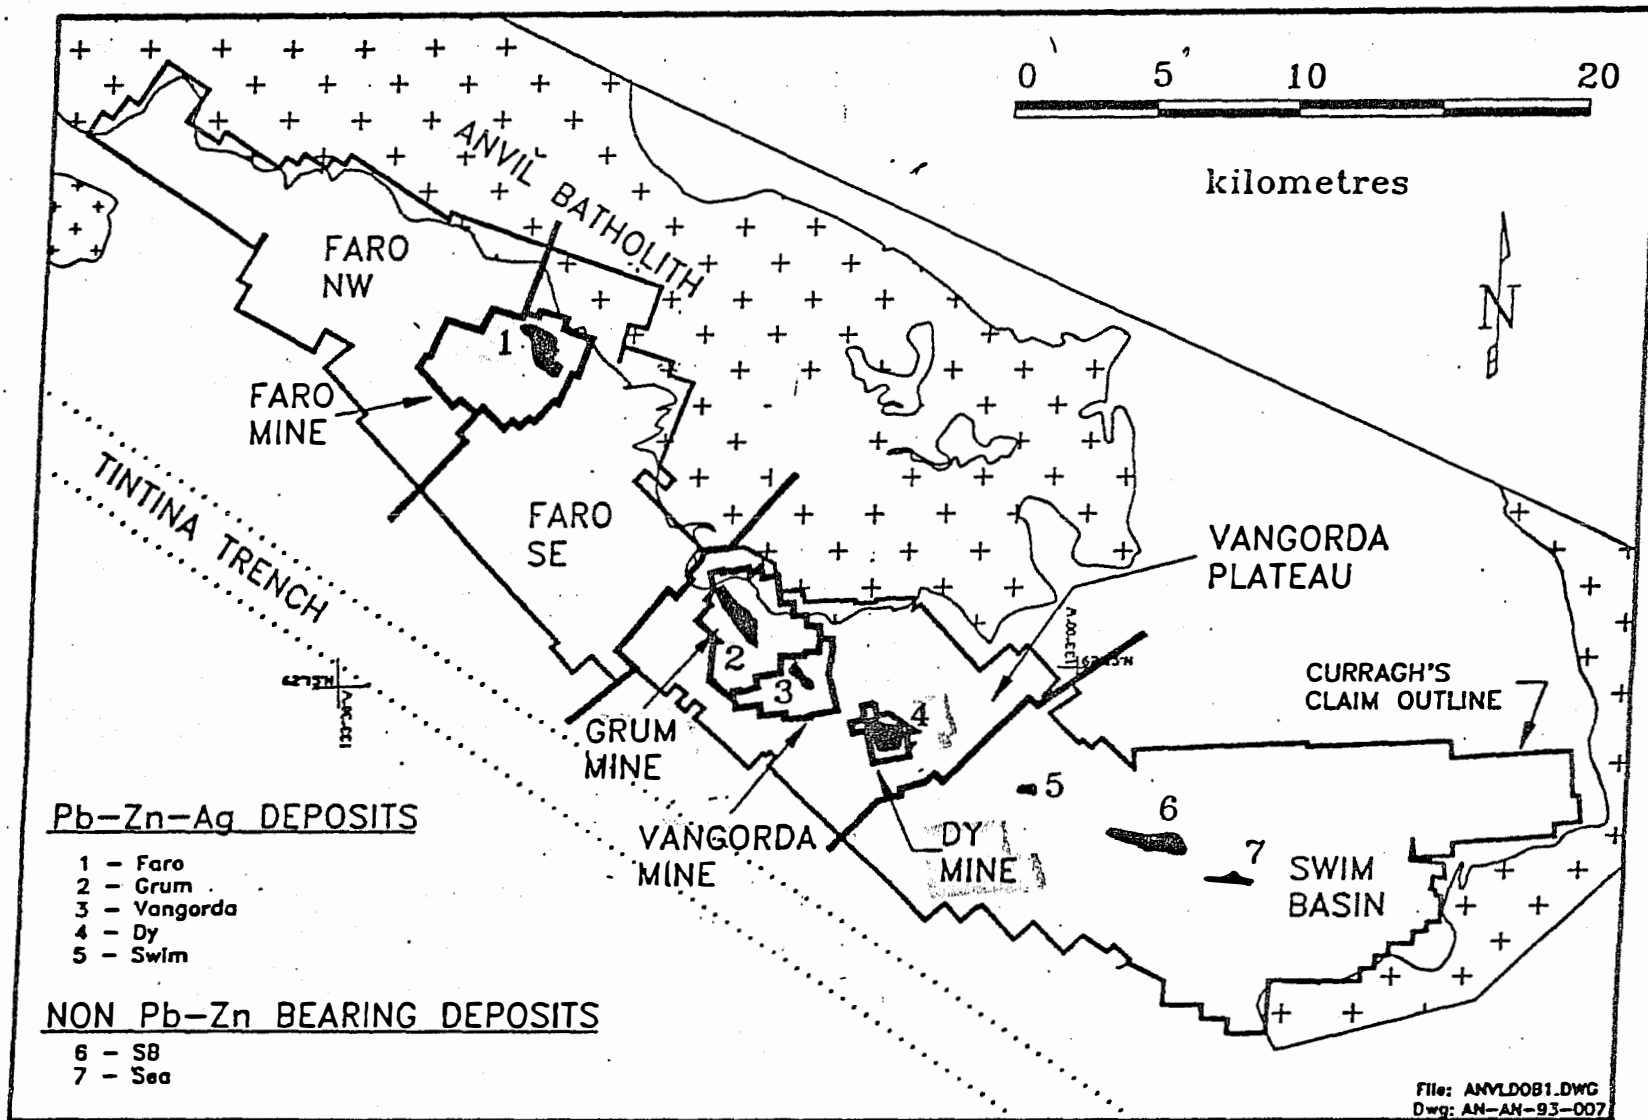 0 5 10 20
kilometres
N
ANVIL BATHOLITH
FARO
NW
1
FARO
MINE
TINTINA TRENCH
FARO
SE
VANGORDA
PLATEAU
2
3
4
GRUM
MINE
CURRAGH'S
CLAIM OUTLINE
5
6
7
VANGORDA
MINE
DY
MINE
SWIM
BASIN
Pb-Zn-Ag DEPOSITS
1 - Faro
2 - Grum
3 - Vangorda
4 - Dy
5 - Swim
NON Pb-Zn BEARING DEPOSITS
6 - SB
7 - Sea
File: ANVLDOB1.DWG
Dwg: AN-AN-93-007